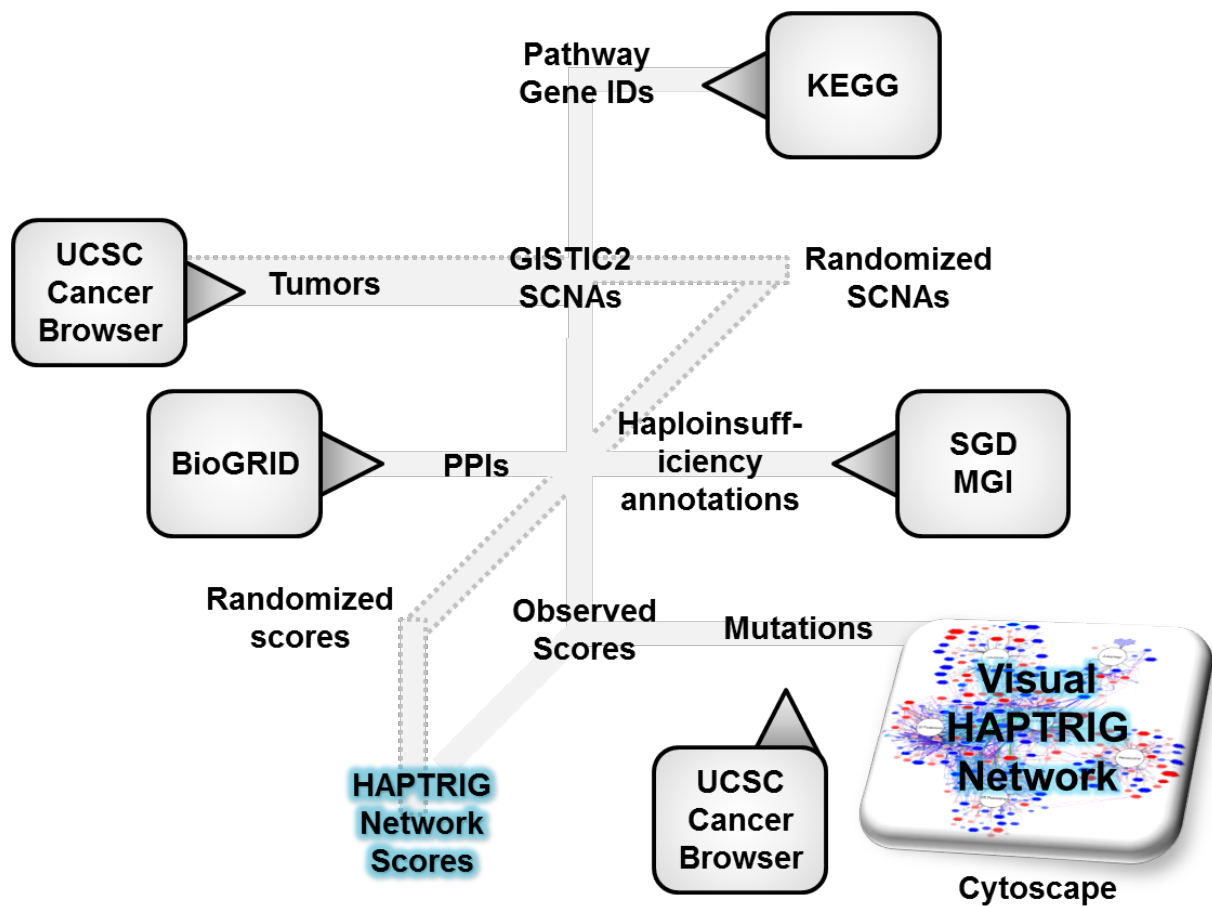 Pathway
Gene IDs
KEGG
UCSC
Cancer
Browser
Tumors
GISTIC2
SCNAs
Randomized
SCNAs
BioGRID
PPIs
Haploinsuff-
iciency
annotations
SGD
MGI
Randomized
scores
Observed
Scores
Mutations
Visual
HAPTRIG
Network
HAPTRIG
Network
Scores
UCSC
Cancer
Browser
Cytoscape